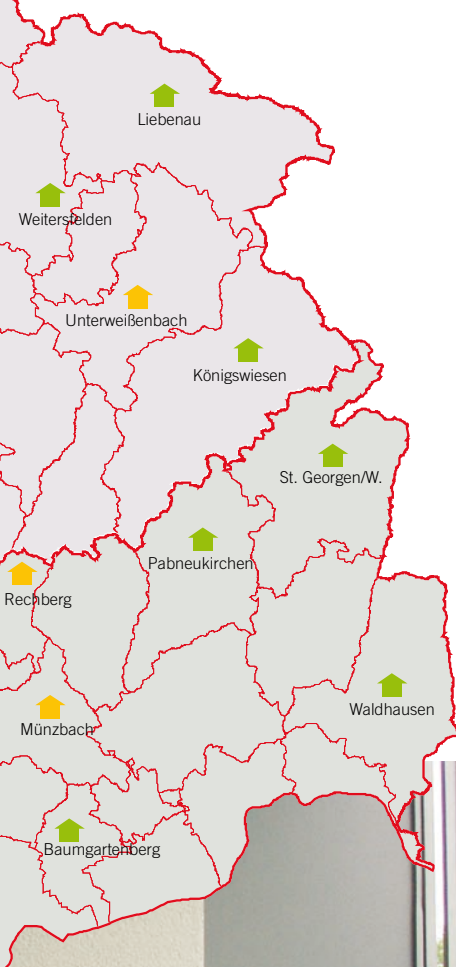 Liebenau
Weitersfelden
Unterweißenbach
Königswiesen
St. Georgen/W.
Pabneukirchen
Rechberg
Waldhausen
Münzbach
Baumgartenberg